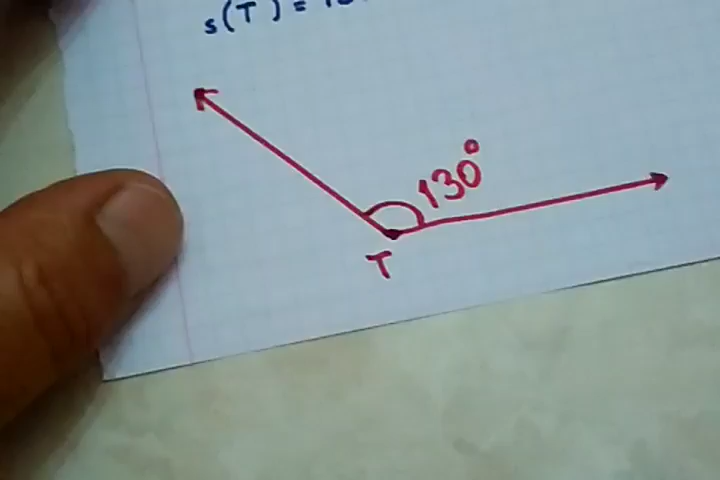 s(T) =
130°
T